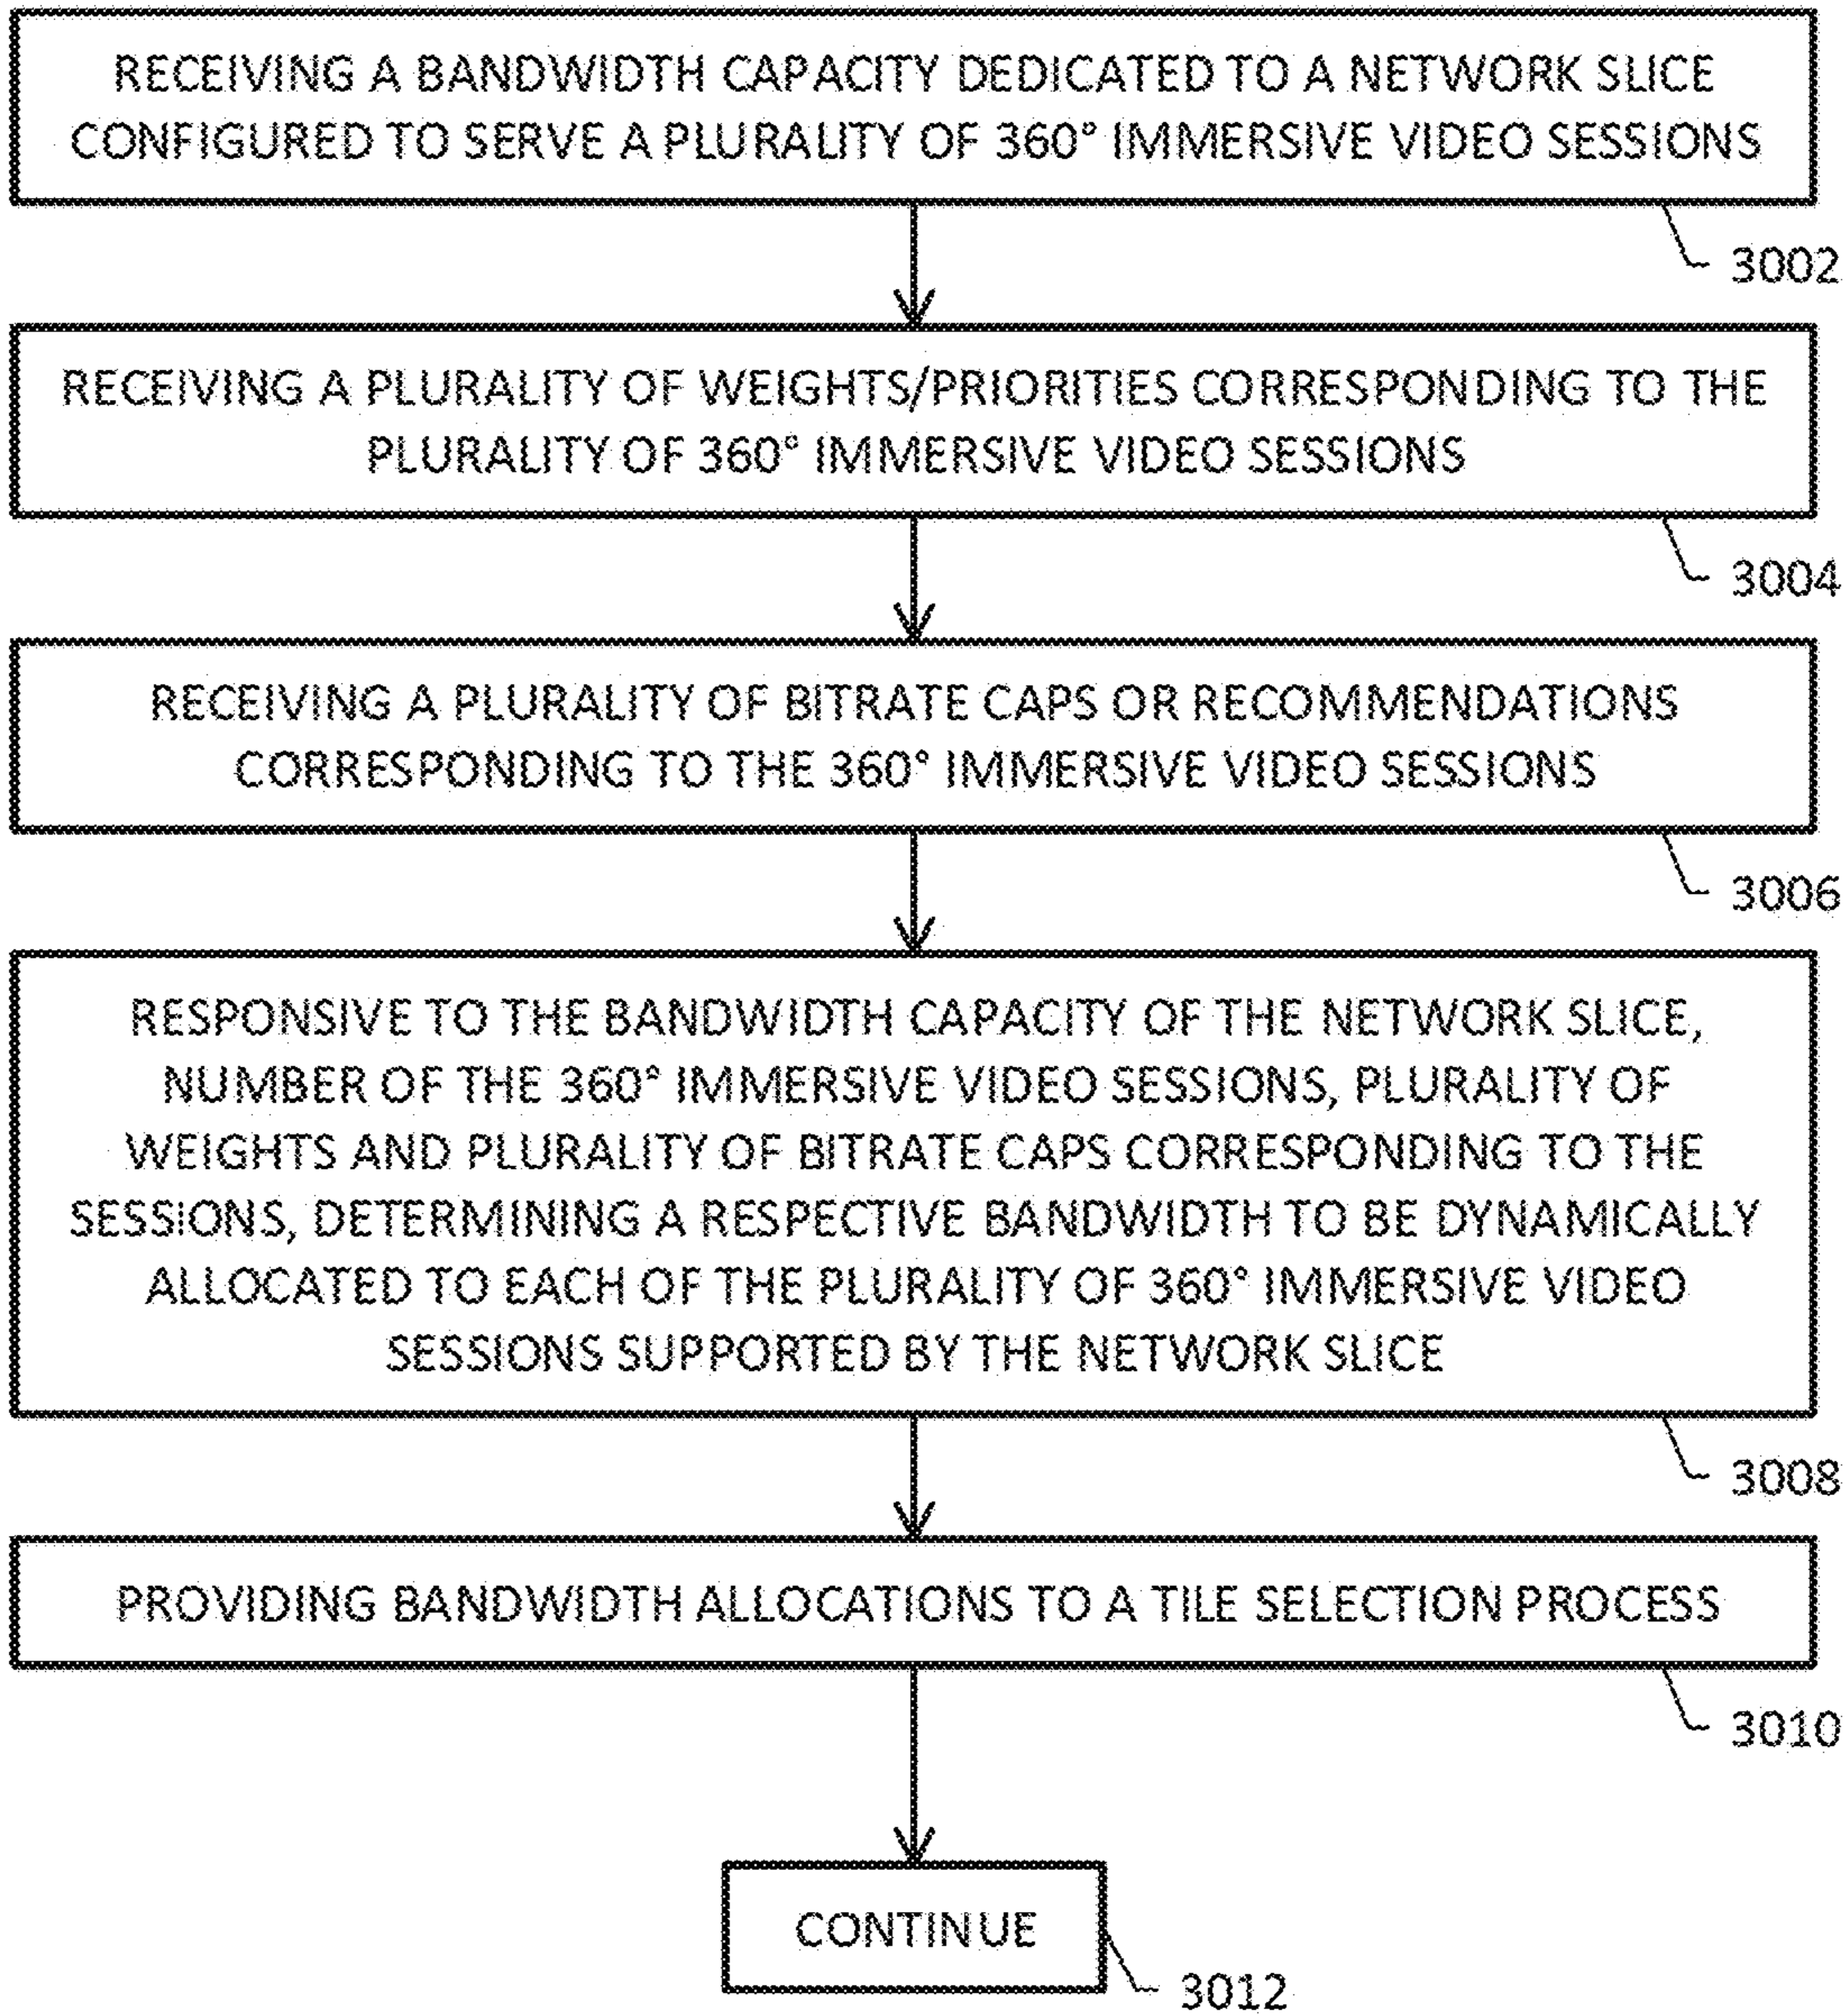 RECEIVING A BANDWIDTH CAPACITY DEDICATED TO A NETWORK SLICE
CONFIGURED TO SERVE A PLURALITY OF 360° IMMERSIVE VIDEO SESSIONS
3002
RECEIVING A PLURALITY OF WEIGHTS/PRIORITIES CORRESPONDING TO THE
PLURALITY OF 360° IMMERSIVE VIDEO SESSIONS
3004
RECEIVING A PLURALITY OF BITRATE CAPS OR RECOMMENDATIONS
CORRESPONDING TO THE 360° IMMERSIVE VIDEO SESSIONS
3006
RESPONSIVE TO THE BANDWIDTH CAPACITY OF THE NETWORK SLICE,
NUMBER OF THE 360° IMMERSIVE VIDEO SESSIONS, PLURALITY OF
WEIGHTS AND PLURALITY OF BITRATE CAPS CORRESPONDING TO THE
SESSIONS, DETERMINING A RESPECTIVE BANDWIDTH TO BE DYNAMICALLY
ALLOCATED TO EACH OF THE PLURALITY OF 360° IMMERSIVE VIDEO
SESSIONS SUPPORTED BY THE NETWORK SLICE
3008
PROVIDING BANDWIDTH ALLOCATIONS TO A TILE SELECTION PROCESS
3010
CONTINUE
3012